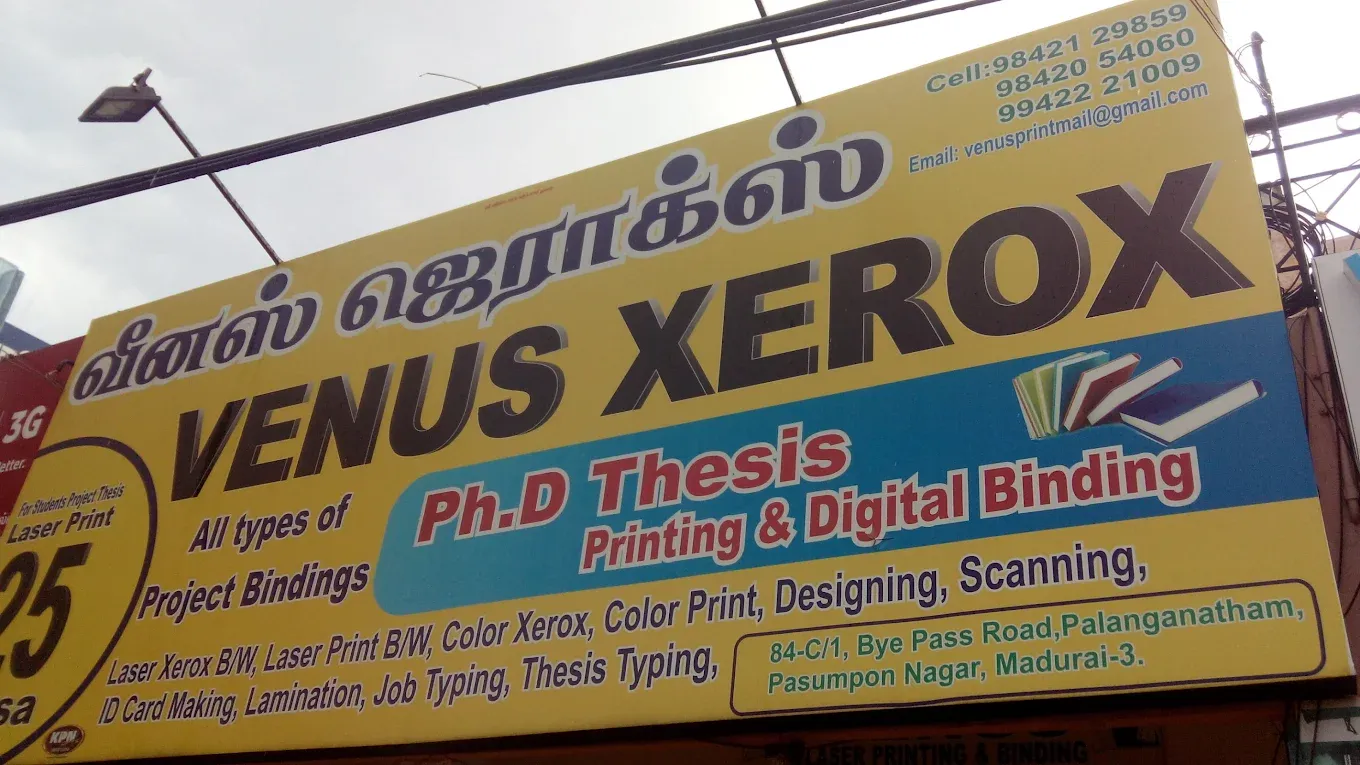 Cell:98421 29859
98420 54060
99422 21009
Email: venusprintmail@gmail.com
வீனஸ் ஜெராக்ஸ்
VENUS XEROX
3G
etter.
For Students Project Thesis
Laser Print
25
sa
All types of
Project Bindings
Ph.D Thesis
Printing & Digital Binding
Laser Xerox B/W, Laser Print B/W, Color Xerox, Color Print, Designing, Scanning,
ID Card Making, Lamination, Job Typing, Thesis Typing,
84-C/1, Bye Pass Road,Palanganatham,
Pasumpon Nagar, Madurai-3.
KPN
LASER PRINTING & BINDING